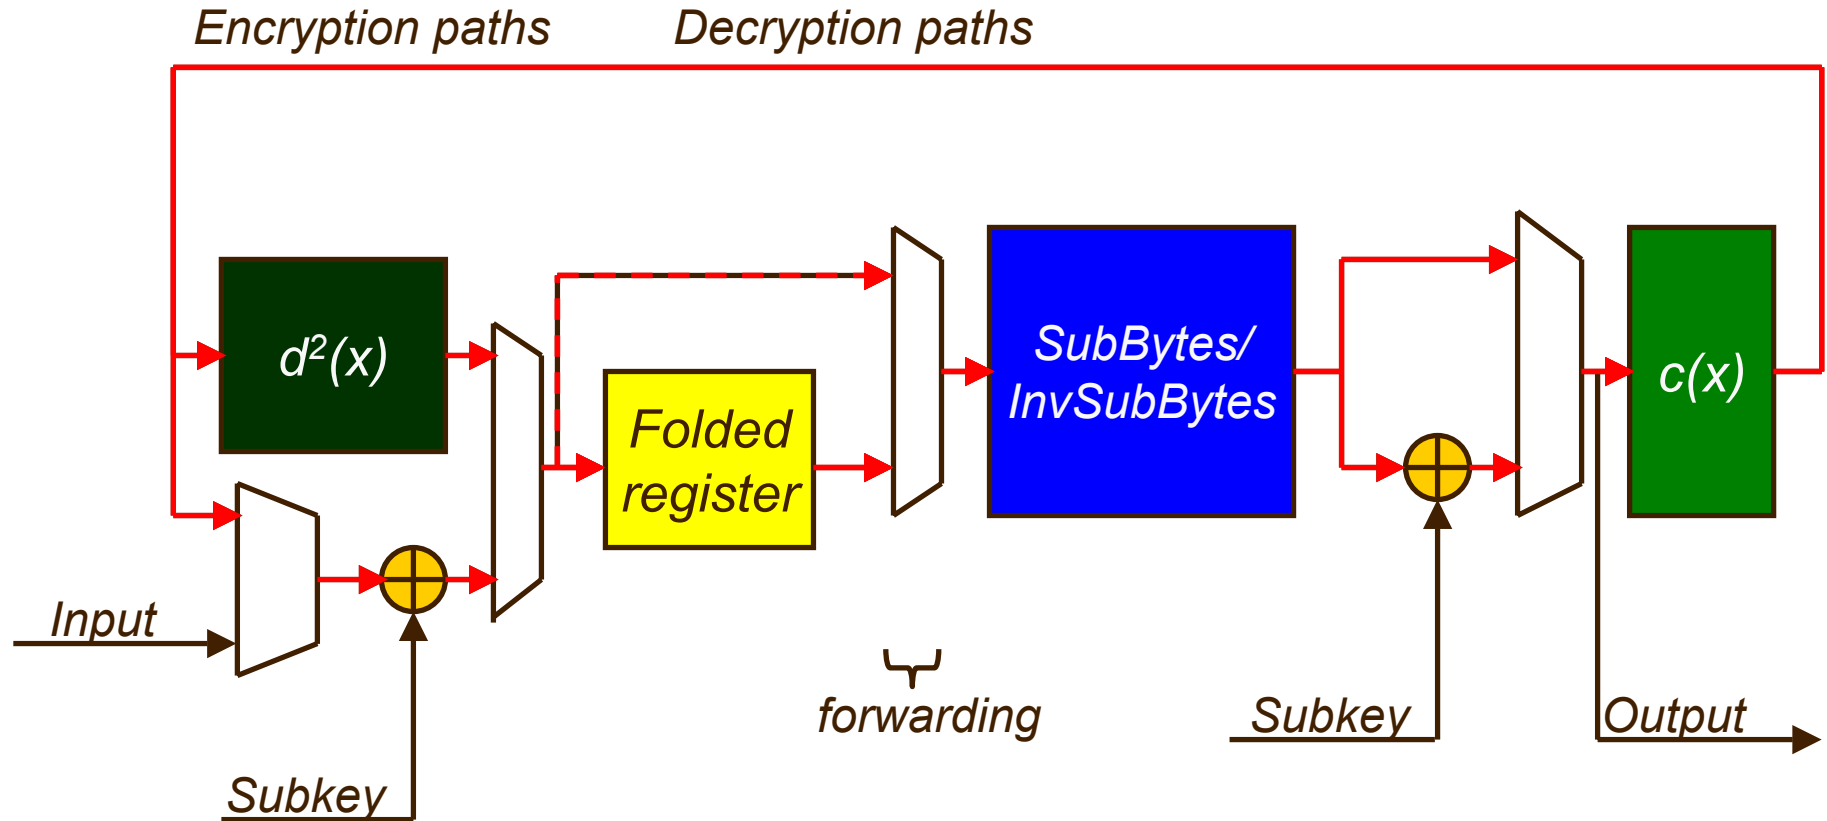 Encryption paths
Decryption paths
d²(x)
Folded
register
SubBytes/
InvSubBytes
c(x)
Input
forwarding
Subkey
Output
Subkey